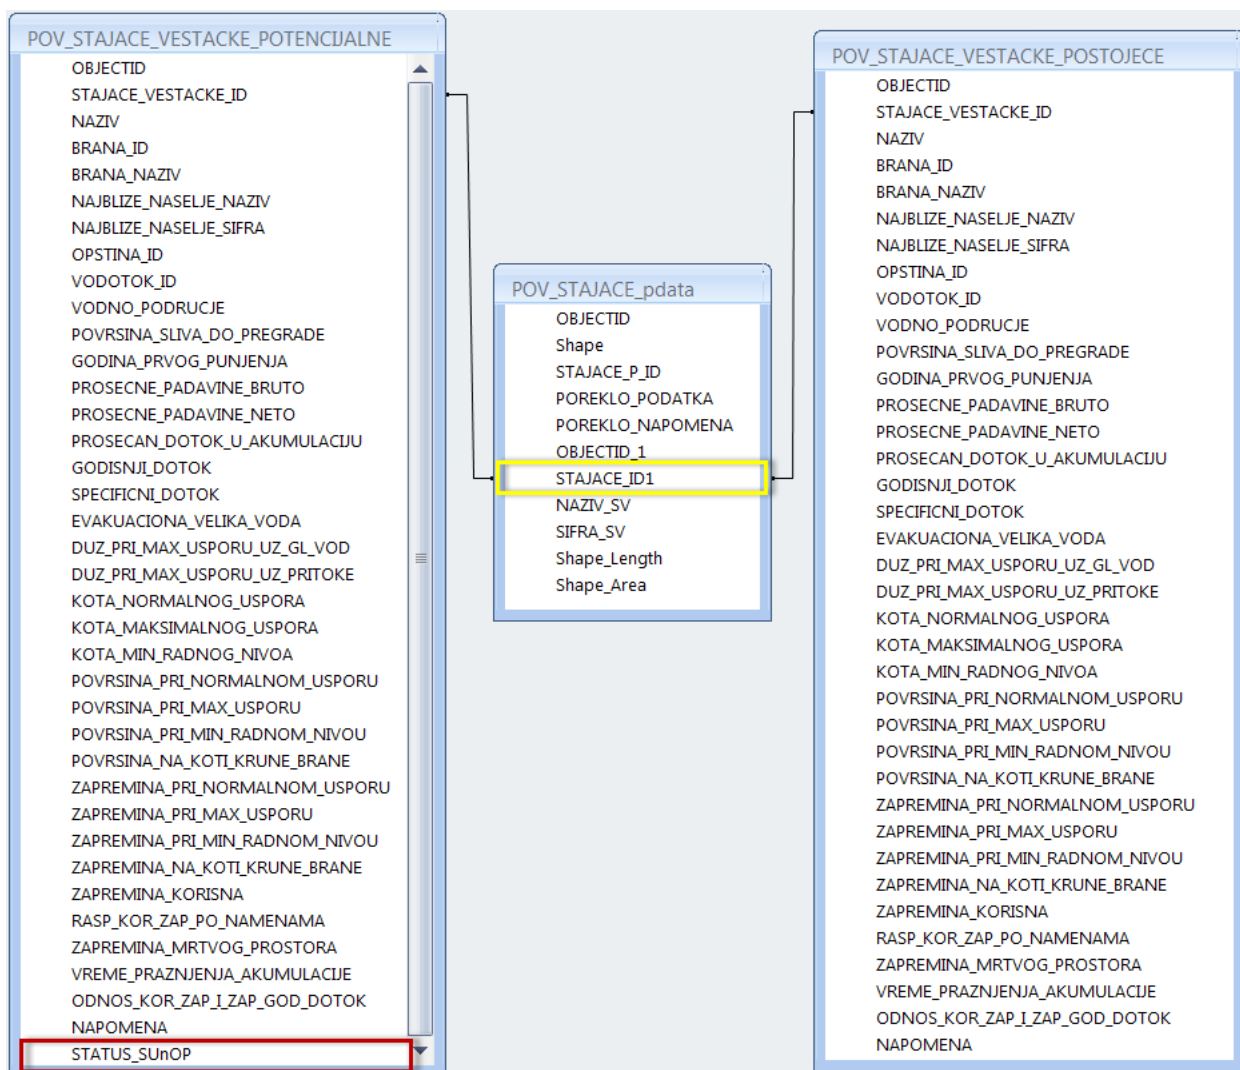 POV_STAJACE_VESTACKE_POTENCIJALNE
OBJECTID
STAJACE_VESTACKE_ID
NAZIV
BRANA_ID
BRANA_NAZIV
NAJBLIZE_NASELJE_NAZIV
NAJBLIZE_NASELJE_SIFRA
OPSTINA_ID
VODOTOK_ID
VODNO_PODRUCJE
POVRSINA_SLIVA_DO_PREGRADE
GODINA_PRVOG_PUNJENJA
PROSECNE_PADAVINE_BRUTO
PROSECNE_PADAVINE_NETO
PROSECAN_DOTOK_U_AKUMULACIJU
GODISNJI_DOTOK
SPECIFICNI_DOTOK
EVAKUACIONA_VELIKA_VODA
DUZ_PRI_MAX_USPORU_UZ_GL_VOD
DUZ_PRI_MAX_USPORU_UZ_PRITOKE
KOTA_NORMALNOG_USPORA
KOTA_MAKSIMALNOG_USPORA
KOTA_MIN_RADNOG_NIVOA
POVRSINA_PRI_NORMALNOM_USPORU
POVRSINA_PRI_MAX_USPORU
POVRSINA_PRI_MIN_RADNOM_NIVOU
POVRSINA_NA_KOTI_KRUNE_BRANE
ZAPREMINA_PRI_NORMALNOM_USPORU
ZAPREMINA_PRI_MAX_USPORU
ZAPREMINA_PRI_MIN_RADNOM_NIVOU
ZAPREMINA_NA_KOTI_KRUNE_BRANE
ZAPREMINA_KORISNA
RASP_KOR_ZAP_PO_NAMENAMA
ZAPREMINA_MRTVOG_PROSTORA
VREME_PRAZNJENJA_AKUMULACIJE
ODNOS_KOR_ZAP_I_ZAP_GOD_DOTOK
NAPOMENA
STATUS_SUnOP
POV_STAJACE_pdata
OBJECTID
Shape
STAJACE_P_ID
POREKLO_PODATKA
POREKLO_NAPOMENA
OBJECTID_1
STAJACE_ID1
NAZIV_SV
SIFRA_SV
Shape_Length
Shape_Area
POV_STAJACE_VESTACKE_POSTOJECE
OBJECTID
STAJACE_VESTACKE_ID
NAZIV
BRANA_ID
BRANA_NAZIV
NAJBLIZE_NASELJE_NAZIV
NAJBLIZE_NASELJE_SIFRA
OPSTINA_ID
VODOTOK_ID
VODNO_PODRUCJE
POVRSINA_SLIVA_DO_PREGRADE
GODINA_PRVOG_PUNJENJA
PROSECNE_PADAVINE_BRUTO
PROSECNE_PADAVINE_NETO
PROSECAN_DOTOK_U_AKUMULACIJU
GODISNJI_DOTOK
SPECIFICNI_DOTOK
EVAKUACIONA_VELIKA_VODA
DUZ_PRI_MAX_USPORU_UZ_GL_VOD
DUZ_PRI_MAX_USPORU_UZ_PRITOKE
KOTA_NORMALNOG_USPORA
KOTA_MAKSIMALNOG_USPORA
KOTA_MIN_RADNOG_NIVOA
POVRSINA_PRI_NORMALNOM_USPORU
POVRSINA_PRI_MAX_USPORU
POVRSINA_PRI_MIN_RADNOM_NIVOU
POVRSINA_NA_KOTI_KRUNE_BRANE
ZAPREMINA_PRI_NORMALNOM_USPORU
ZAPREMINA_PRI_MAX_USPORU
ZAPREMINA_PRI_MIN_RADNOM_NIVOU
ZAPREMINA_NA_KOTI_KRUNE_BRANE
ZAPREMINA_KORISNA
RASP_KOR_ZAP_PO_NAMENAMA
ZAPREMINA_MRTVOG_PROSTORA
VREME_PRAZNJENJA_AKUMULACIJE
ODNOS_KOR_ZAP_I_ZAP_GOD_DOTOK
NAPOMENA